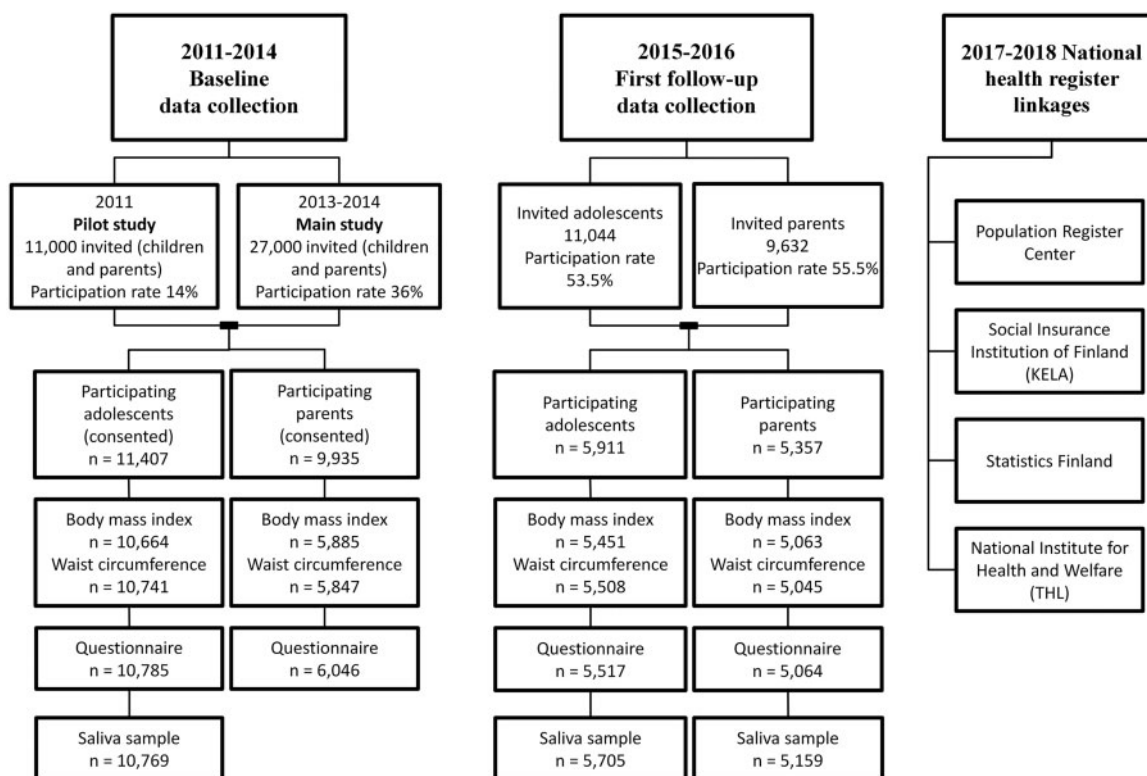 2011-2014
Baseline
data collection
2011
Pilot study
11,000 invited (children
and parents)
Participation rate 14%
2013-2014
Main study
27,000 invited (children
and parents)
Participation rate 36%
Participating
adolescents
(consented)
n = 11,407
Participating
parents
(consented)
n = 9,935
Body mass index
n = 10,664
Waist circumference
n = 10,741
Body mass index
n = 5,885
Waist circumference
n = 5,847
Questionnaire
n = 10,785
Questionnaire
n = 6,046
Saliva sample
n = 10,769
2015-2016
First follow-up
data collection
Invited adolescents
11,044
Participation rate
53.5%
Invited parents
9,632
Participation rate 55.5%
Participating
adolescents
n = 5,911
Participating
parents
n = 5,357
Body mass index
n = 5,451
Waist circumference
n = 5,508
Body mass index
n = 5,063
Waist circumference
n = 5,045
Questionnaire
n = 5,517
Questionnaire
n = 5,064
Saliva sample
n = 5,705
Saliva sample
n = 5,159
2017-2018 National
health register
linkages
Population Register
Center
Social Insurance
Institution of Finland
(KELA)
Statistics Finland
National Institute for
Health and Welfare
(THL)